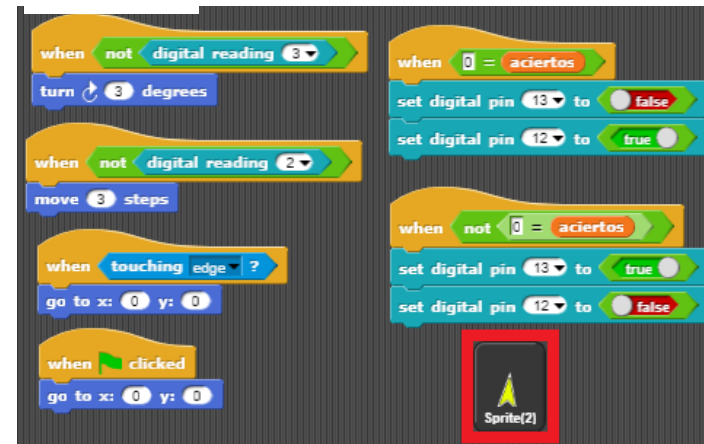 when not digital reading 3
turn 3 degrees
when not digital reading 2
move 3 steps
when touching edge ?
go to x: 0 y: 0
when clicked
go to x: 0 y: 0
when 0 = aciertos
set digital pin 13 to false
set digital pin 12 to true
when not 0 = aciertos
set digital pin 13 to true
set digital pin 12 to false
Sprite(2)